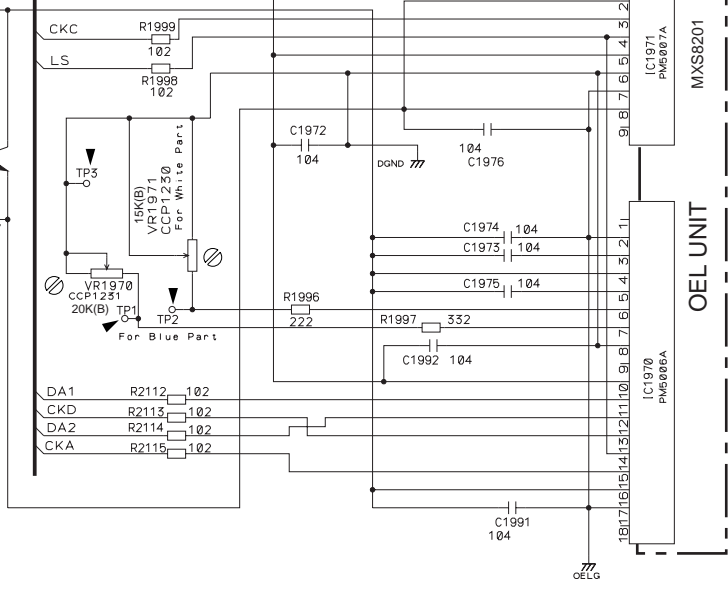 CKC
R1999
102
LS
R1998
102
TP3
15K(B)
VR1971
CCP1230
For White Part
C1972
104
DGND
104
C1976
2
3
4
5
6
7
8
9
IC1971
PM5007A
MXS8201
VR1970
CCP1231
20K(B)
TP1
TP2
For Blue Part
R1996
222
R1997 332
C1992 104
C1974 104
C1973 104
C1975 104
1
2
3
4
5
6
7
8
9
10
11
12
13
14
15
16
17
18
IC1970
PM5006A
OEL UNIT
DA1 R2112 102
CKD R2113 102
DA2 R2114 102
CKA R2115 102
C1991
104
OELG